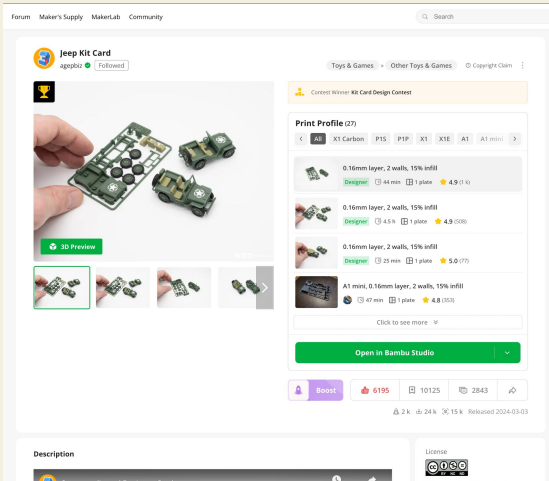 Forum Maker's Supply MakerLab Community
Search
Jeep Kit Card
agepbiz Followed
Toys & Games > Other Toys & Games © Copyright Claim
Contest Winner Kit Card Design Contest
Print Profile (27)
All X1 Carbon P1S P1P X1 X1E A1 A1 mini
0.16mm layer, 2 walls, 15% infill
Designer 44 min 1 plate 4.9 (1 k)
0.16mm layer, 2 walls, 15% infill
Designer 4.5 h 1 plate 4.9 (508)
0.16mm layer, 2 walls, 15% infill
Designer 25 min 1 plate 5.0 (77)
A1 mini, 0.16mm layer, 2 walls, 15% infill
47 min 1 plate 4.8 (353)
Click to see more
3D Preview
Open in Bambu Studio
Boost 6195 10125 2843
2 k 24 k 15 k Released 2024-03-03
Description
License
BY NC ND